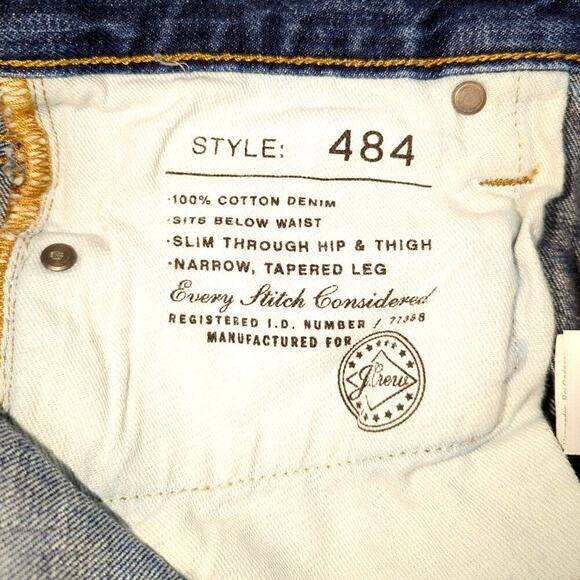 STYLE: 484
·100% COTTON DENIM
·SITS BELOW WAIST
·SLIM THROUGH HIP & THIGH
·NARROW, TAPERED LEG
Every Stitch Considered
REGISTERED I.D. NUMBER / 77368
MANUFACTURED FOR
J.Crew